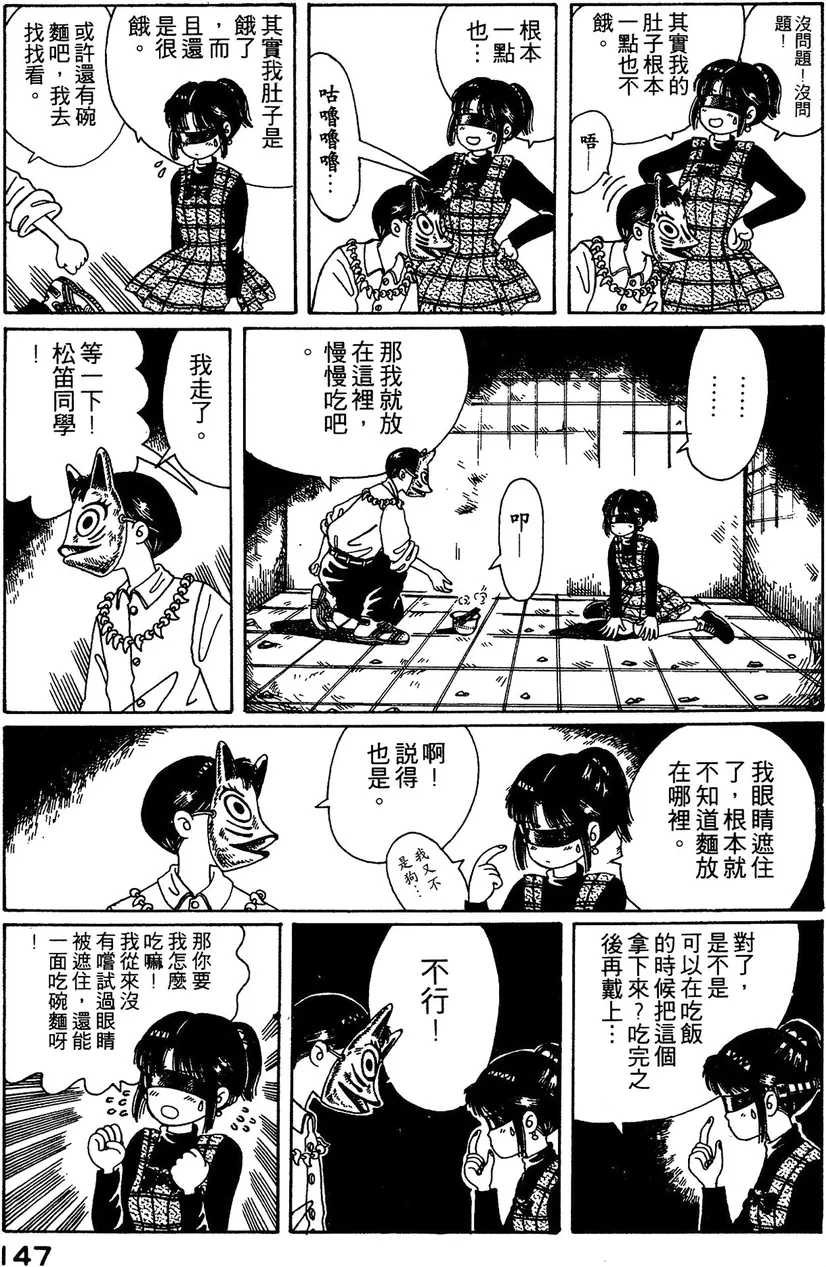 沒問題！沒問
題！
其實我的
肚子根本
一點也不
餓。
唔—
根本
一點
也…
咕嚕嚕嚕…
其實我肚子是
餓了，而
且還
是很
餓。
或許還有碗
麵吧，我去
找找看。
……
……
叩—
那我就放
在這裡，
慢慢吃吧
。
我走了。
等一下！
松笛同學
！
我眼睛遮住
了，根本就
不知道麵放
在哪裡。
啊！
說得
也是。
我又不
是狗…
對了，
是不是
可以在吃飯
的時候把這個
拿下來？吃完之
後再戴上…
不行！
那你要
我怎麼
吃嘛！
我從來沒
有嚐試過眼睛
被遮住，還能
一面吃碗麵呀
！
147